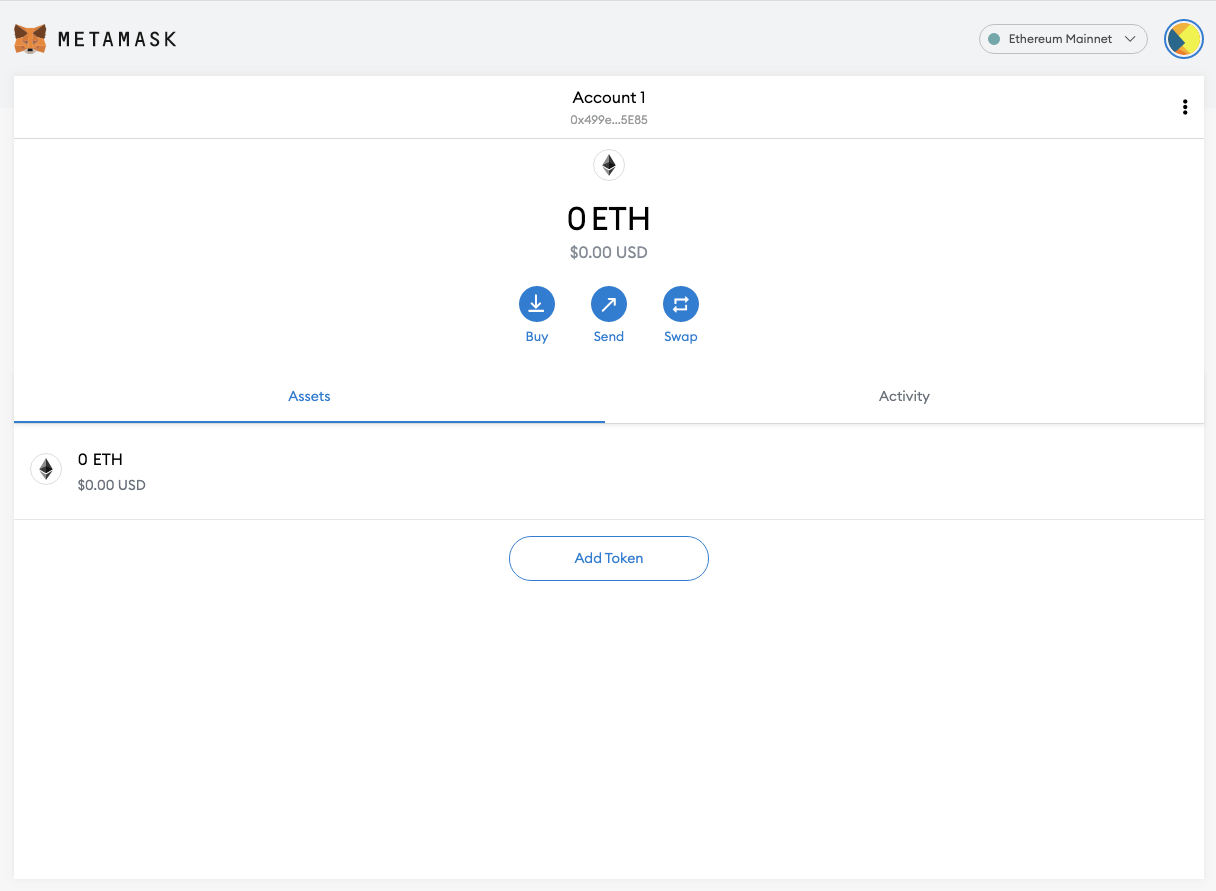 METAMASK
Ethereum Mainnet
Account 1
0x499e...5E85
0 ETH
$0.00 USD
Buy
Send
Swap
Assets
Activity
0 ETH
$0.00 USD
Add Token